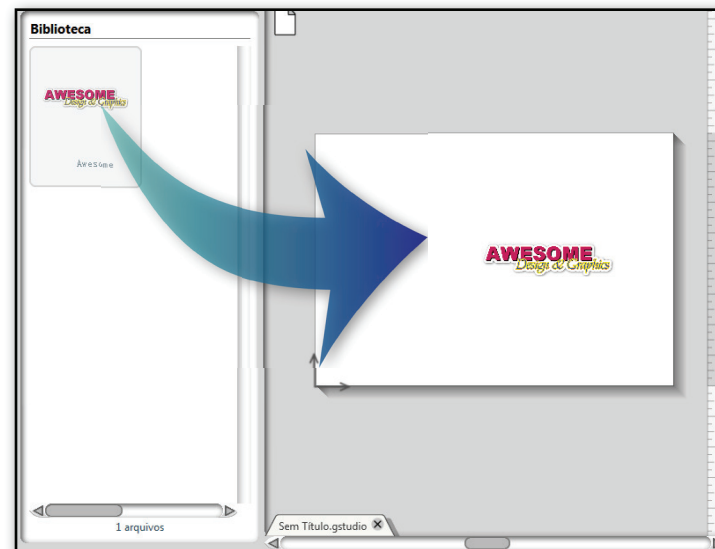 Biblioteca
AWESOME
Design & Graphics
Awesome
1 arquivos
AWESOME
Design & Graphics
Sem Título.gstudio